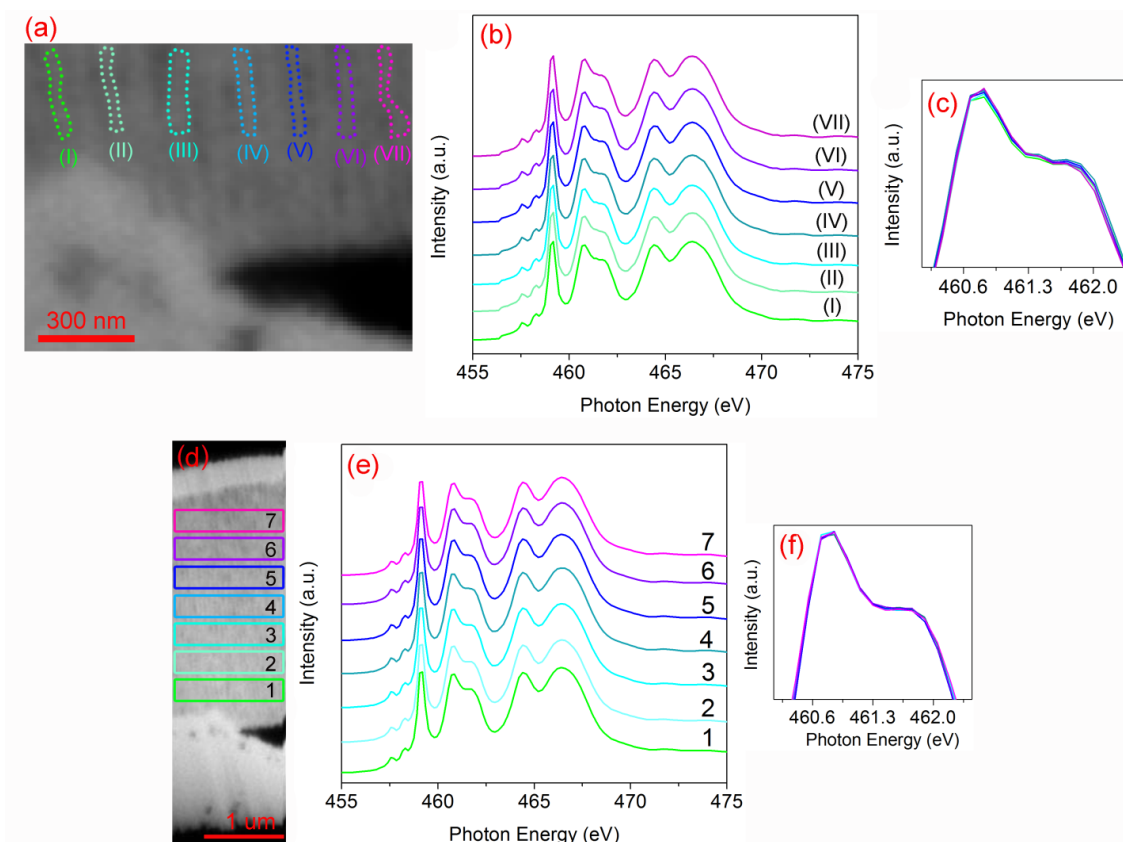 (a)
(I)
(II)
(III)
(IV)
(V)
(VI)
(VII)
300 nm
(b)
Intensity (a.u.)
(VII)
(VI)
(V)
(IV)
(III)
(II)
(I)
455 460 465 470 475
Photon Energy (eV)
(c)
Intensity (a.u.)
460.6 461.3 462.0
Photon Energy (eV)
(d)
7
6
5
4
3
2
1
1 um
(e)
Intensity (a.u.)
7
6
5
4
3
2
1
455 460 465 470 475
Photon Energy (eV)
(f)
Intensity (a.u.)
460.6 461.3 462.0
Photon Energy (eV)